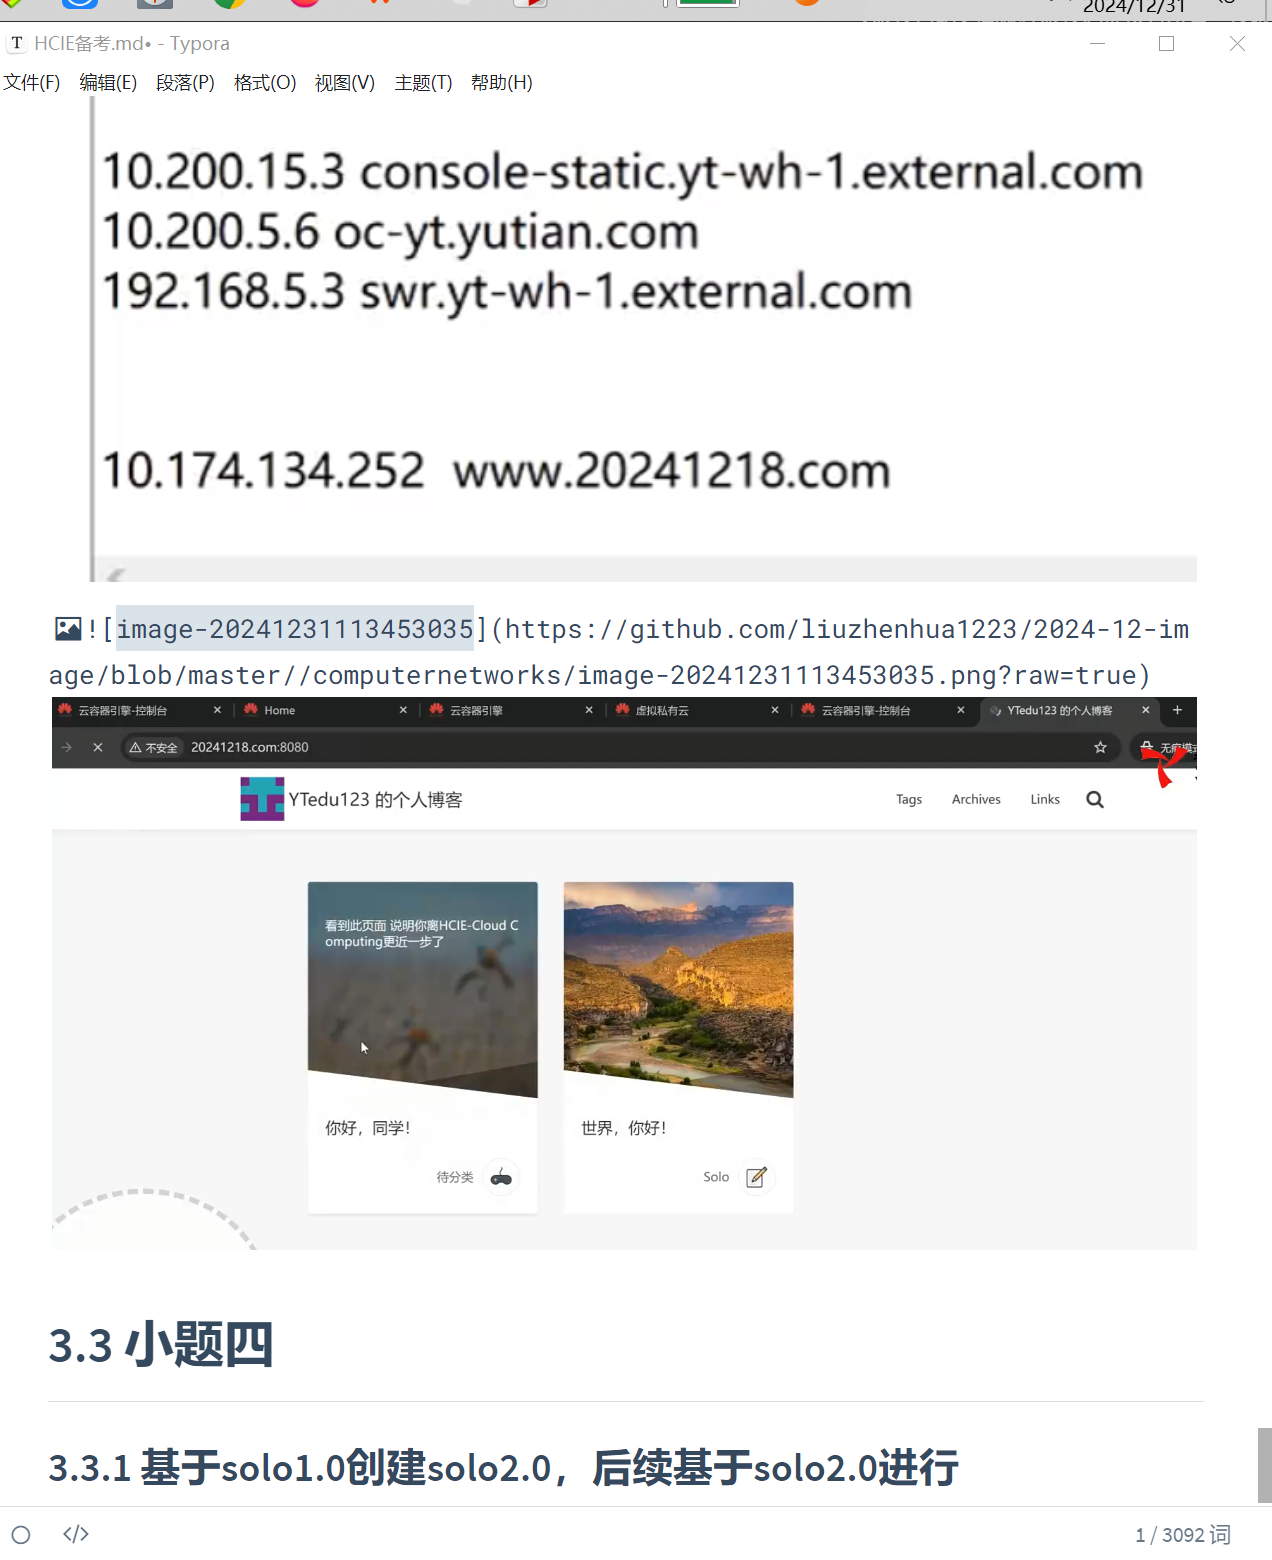 2024/12/31
HCIE备考.md• - Typora
文件(F) 编辑(E) 段落(P) 格式(O) 视图(V) 主题(T) 帮助(H)
10.200.15.3 console-static.yt-wh-1.external.com
10.200.5.6 oc-yt.yutian.com
192.168.5.3 swr.yt-wh-1.external.com
10.174.134.252 www.20241218.com
![image-20241231113453035](https://github.com/liuzhenhua1223/2024-12-im
age/blob/master//computernetworks/image-20241231113453035.png?raw=true)
云容器引擎-控制台 Home 云容器引擎 虚拟私有云 云容器引擎-控制台 YTedu123 的个人博客
不安全 20241218.com:8080 无痕模式
YTedu123 的个人博客 Tags Archives Links
看到此页面 说明你离HCIE-Cloud C
omputing更近一步了
你好，同学！ 世界，你好！
待分类 Solo
3.3 小题四
3.3.1 基于solo1.0创建solo2.0，后续基于solo2.0进行
1 / 3092 词